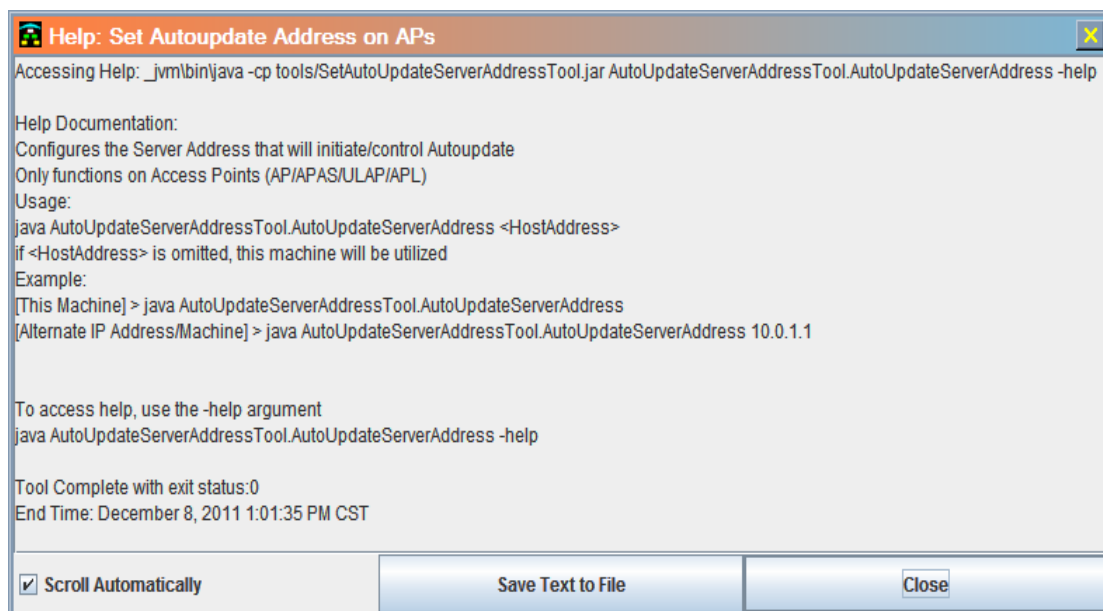 Help: Set Autoupdate Address on APs
X
Accessing Help: _jvm\bin\java -cp tools/SetAutoUpdateServerAddressTool.jar AutoUpdateServerAddressTool.AutoUpdateServerAddress -help
Help Documentation:
Configures the Server Address that will initiate/control Autoupdate
Only functions on Access Points (AP/APAS/ULAP/APL)
Usage:
java AutoUpdateServerAddressTool.AutoUpdateServerAddress <HostAddress>
if <HostAddress> is omitted, this machine will be utilized
Example:
[This Machine] > java AutoUpdateServerAddressTool.AutoUpdateServerAddress
[Alternate IP Address/Machine] > java AutoUpdateServerAddressTool.AutoUpdateServerAddress 10.0.1.1
To access help, use the -help argument
java AutoUpdateServerAddressTool.AutoUpdateServerAddress -help
Tool Complete with exit status:0
End Time: December 8, 2011 1:01:35 PM CST
Scroll Automatically
Save Text to File
Close